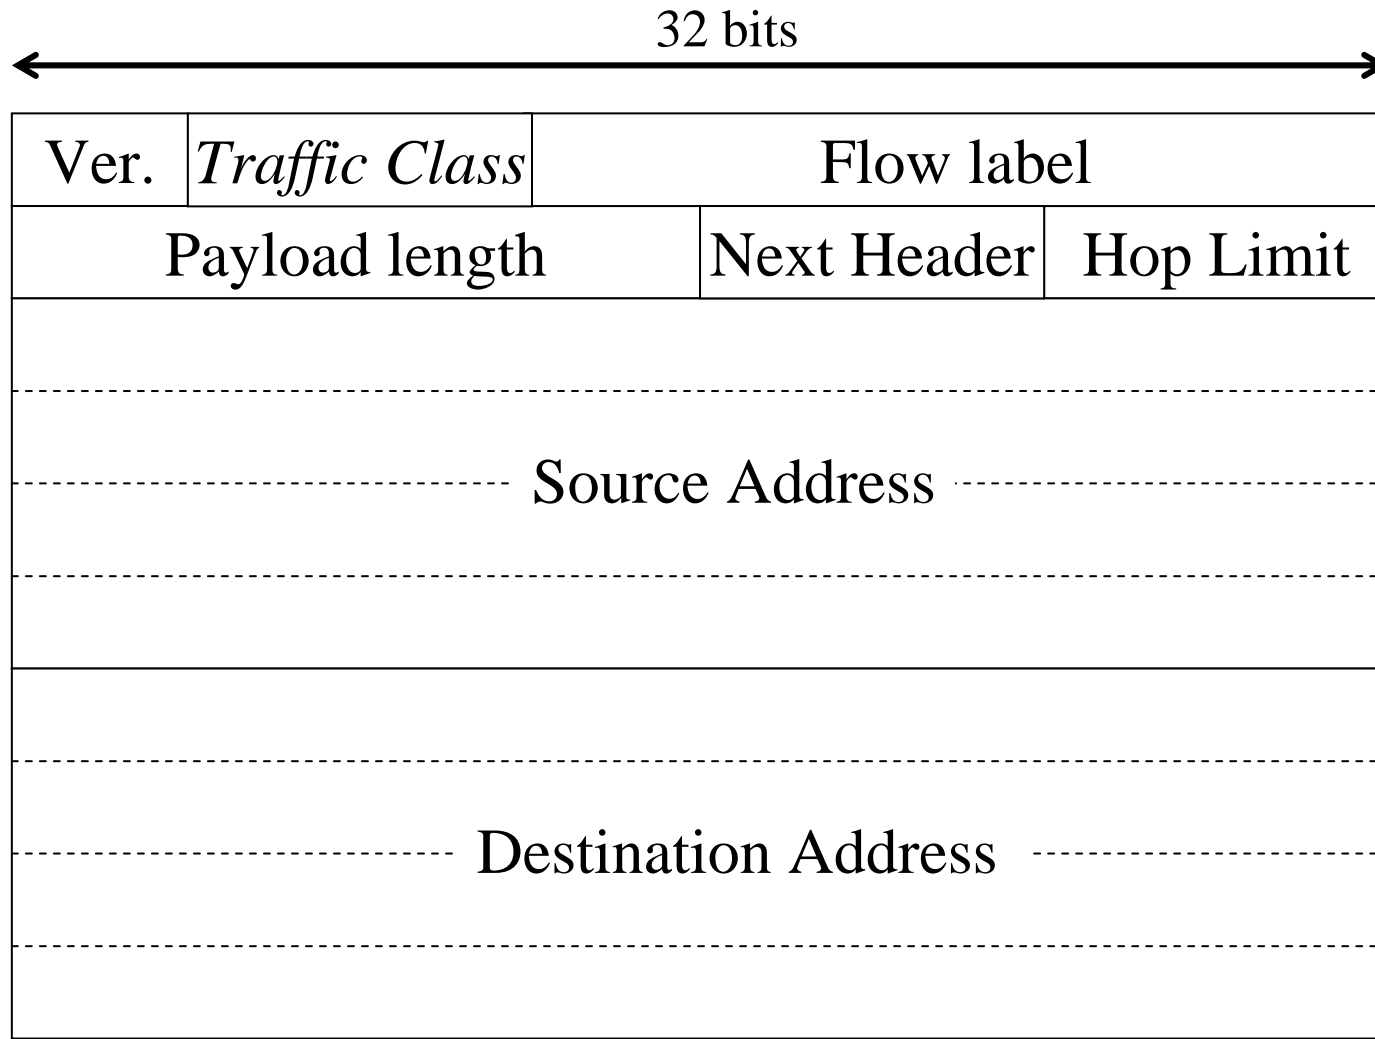 32 bits
Ver. Traffic Class Flow label
Payload length Next Header Hop Limit
Source Address
Destination Address